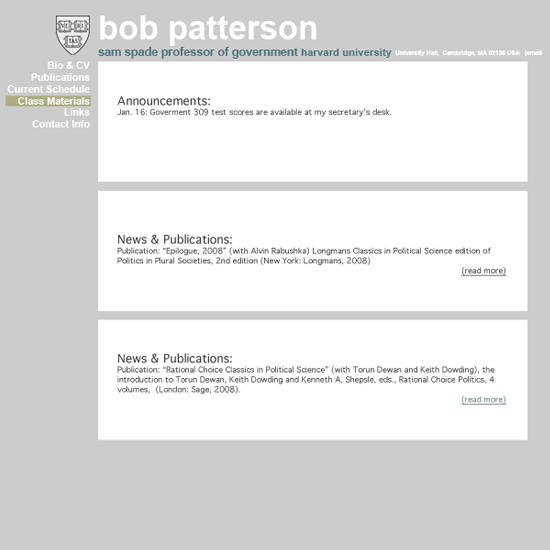 bob patterson
sam spade professor of government harvard university University Hall, Cambridge, MA 02138 USA (email
Bio & CV
Publications
Current Schedule
Class Materials
Links
Contact Info
Announcements:
Jan. 16: Goverment 309 test scores are available at my secretary's desk.
News & Publications:
Publication: “Epilogue, 2008” (with Alvin Rabushka) Longmans Classics in Political Science edition of
Politics in Plural Societies, 2nd edition (New York: Longmans, 2008)
(read more)
News & Publications:
Publication: “Rational Choice Classics in Political Science” (with Torun Dewan and Keith Dowding), the
introduction to Torun Dewan, Keith Dowding and Kenneth A. Shepsle, eds., Rational Choice Politics, 4
volumes, (London: Sage, 2008).
(read more)